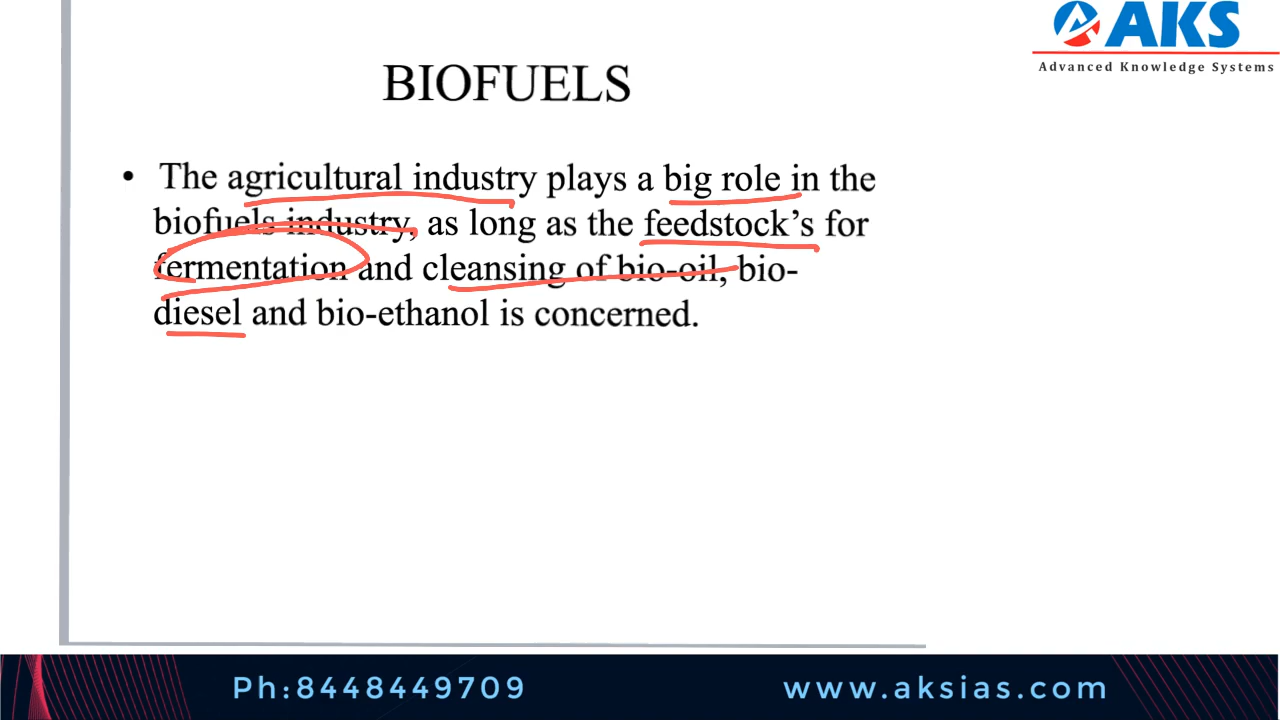 AKS
Advanced Knowledge Systems
BIOFUELS
• The agricultural industry plays a big role in the
biofuels industry, as long as the feedstock's for
fermentation and cleansing of bio-oil, bio-
diesel and bio-ethanol is concerned.
Ph:8448449709
www.aksias.com